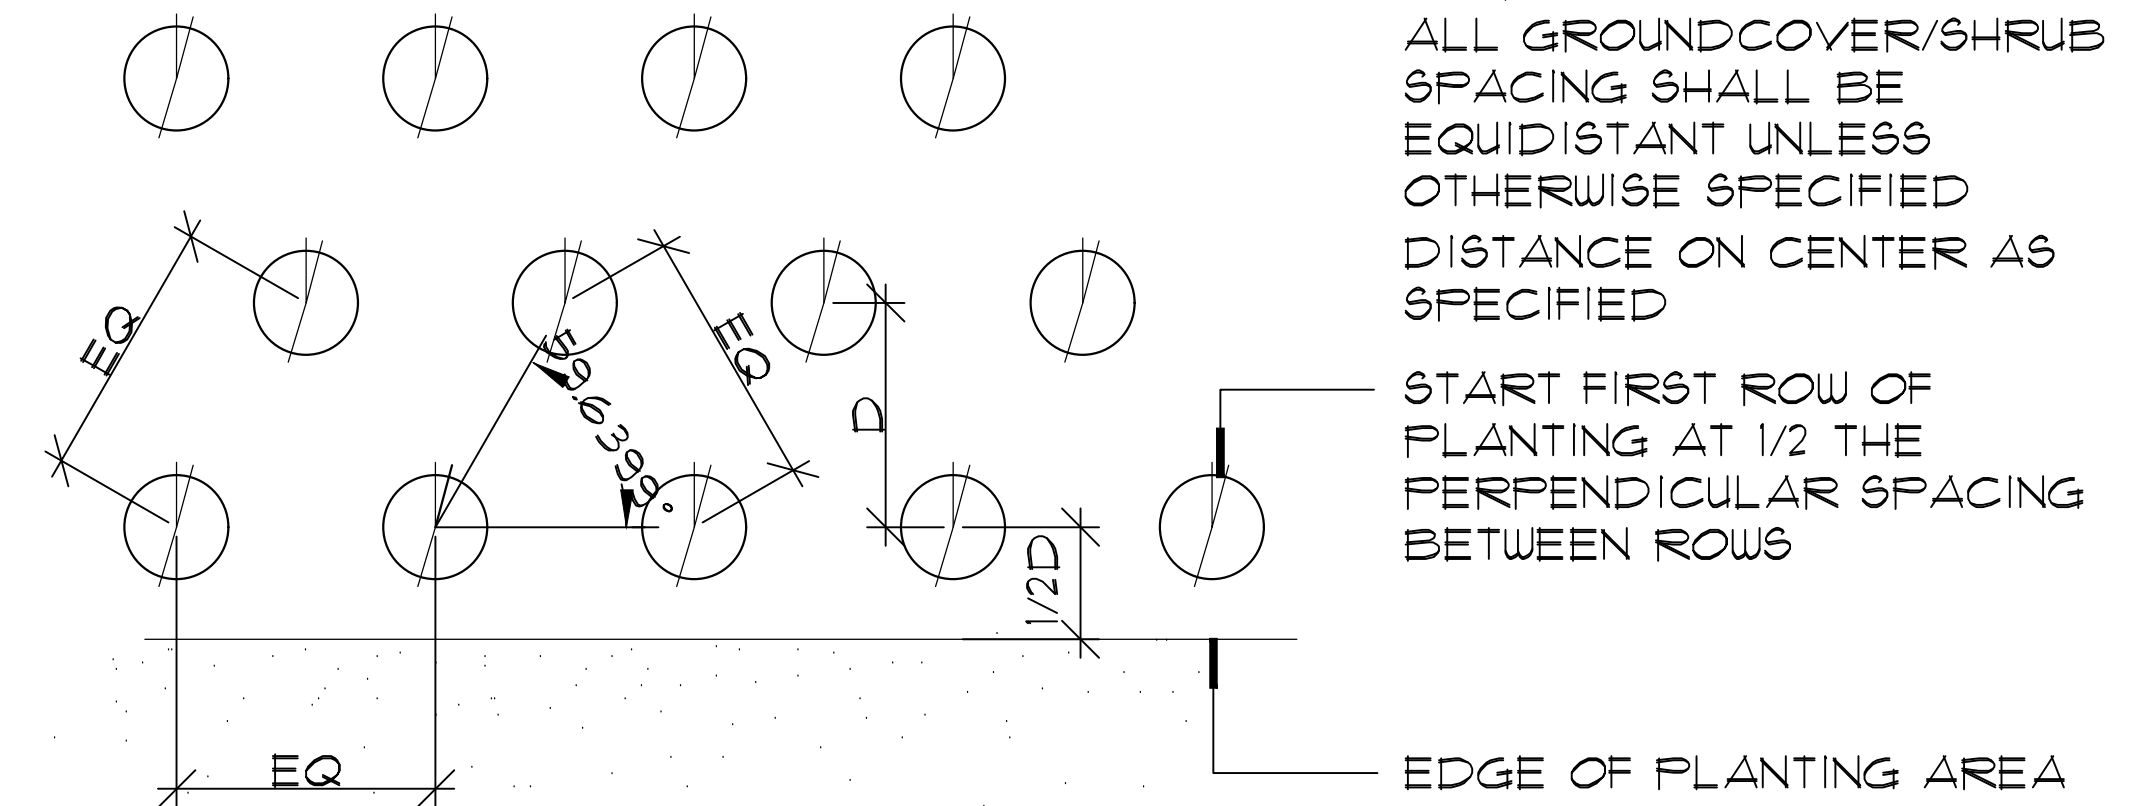 ALL GROUNDCOVER/SHRUB
SPACING SHALL BE
EQUIDISTANT UNLESS
OTHERWISE SPECIFIED
DISTANCE ON CENTER AS
SPECIFIED
EQ
EQ
59.6399°
D
START FIRST ROW OF
PLANTING AT 1/2 THE
PERPENDICULAR SPACING
BETWEEN ROWS
1/2D
EQ
EDGE OF PLANTING AREA